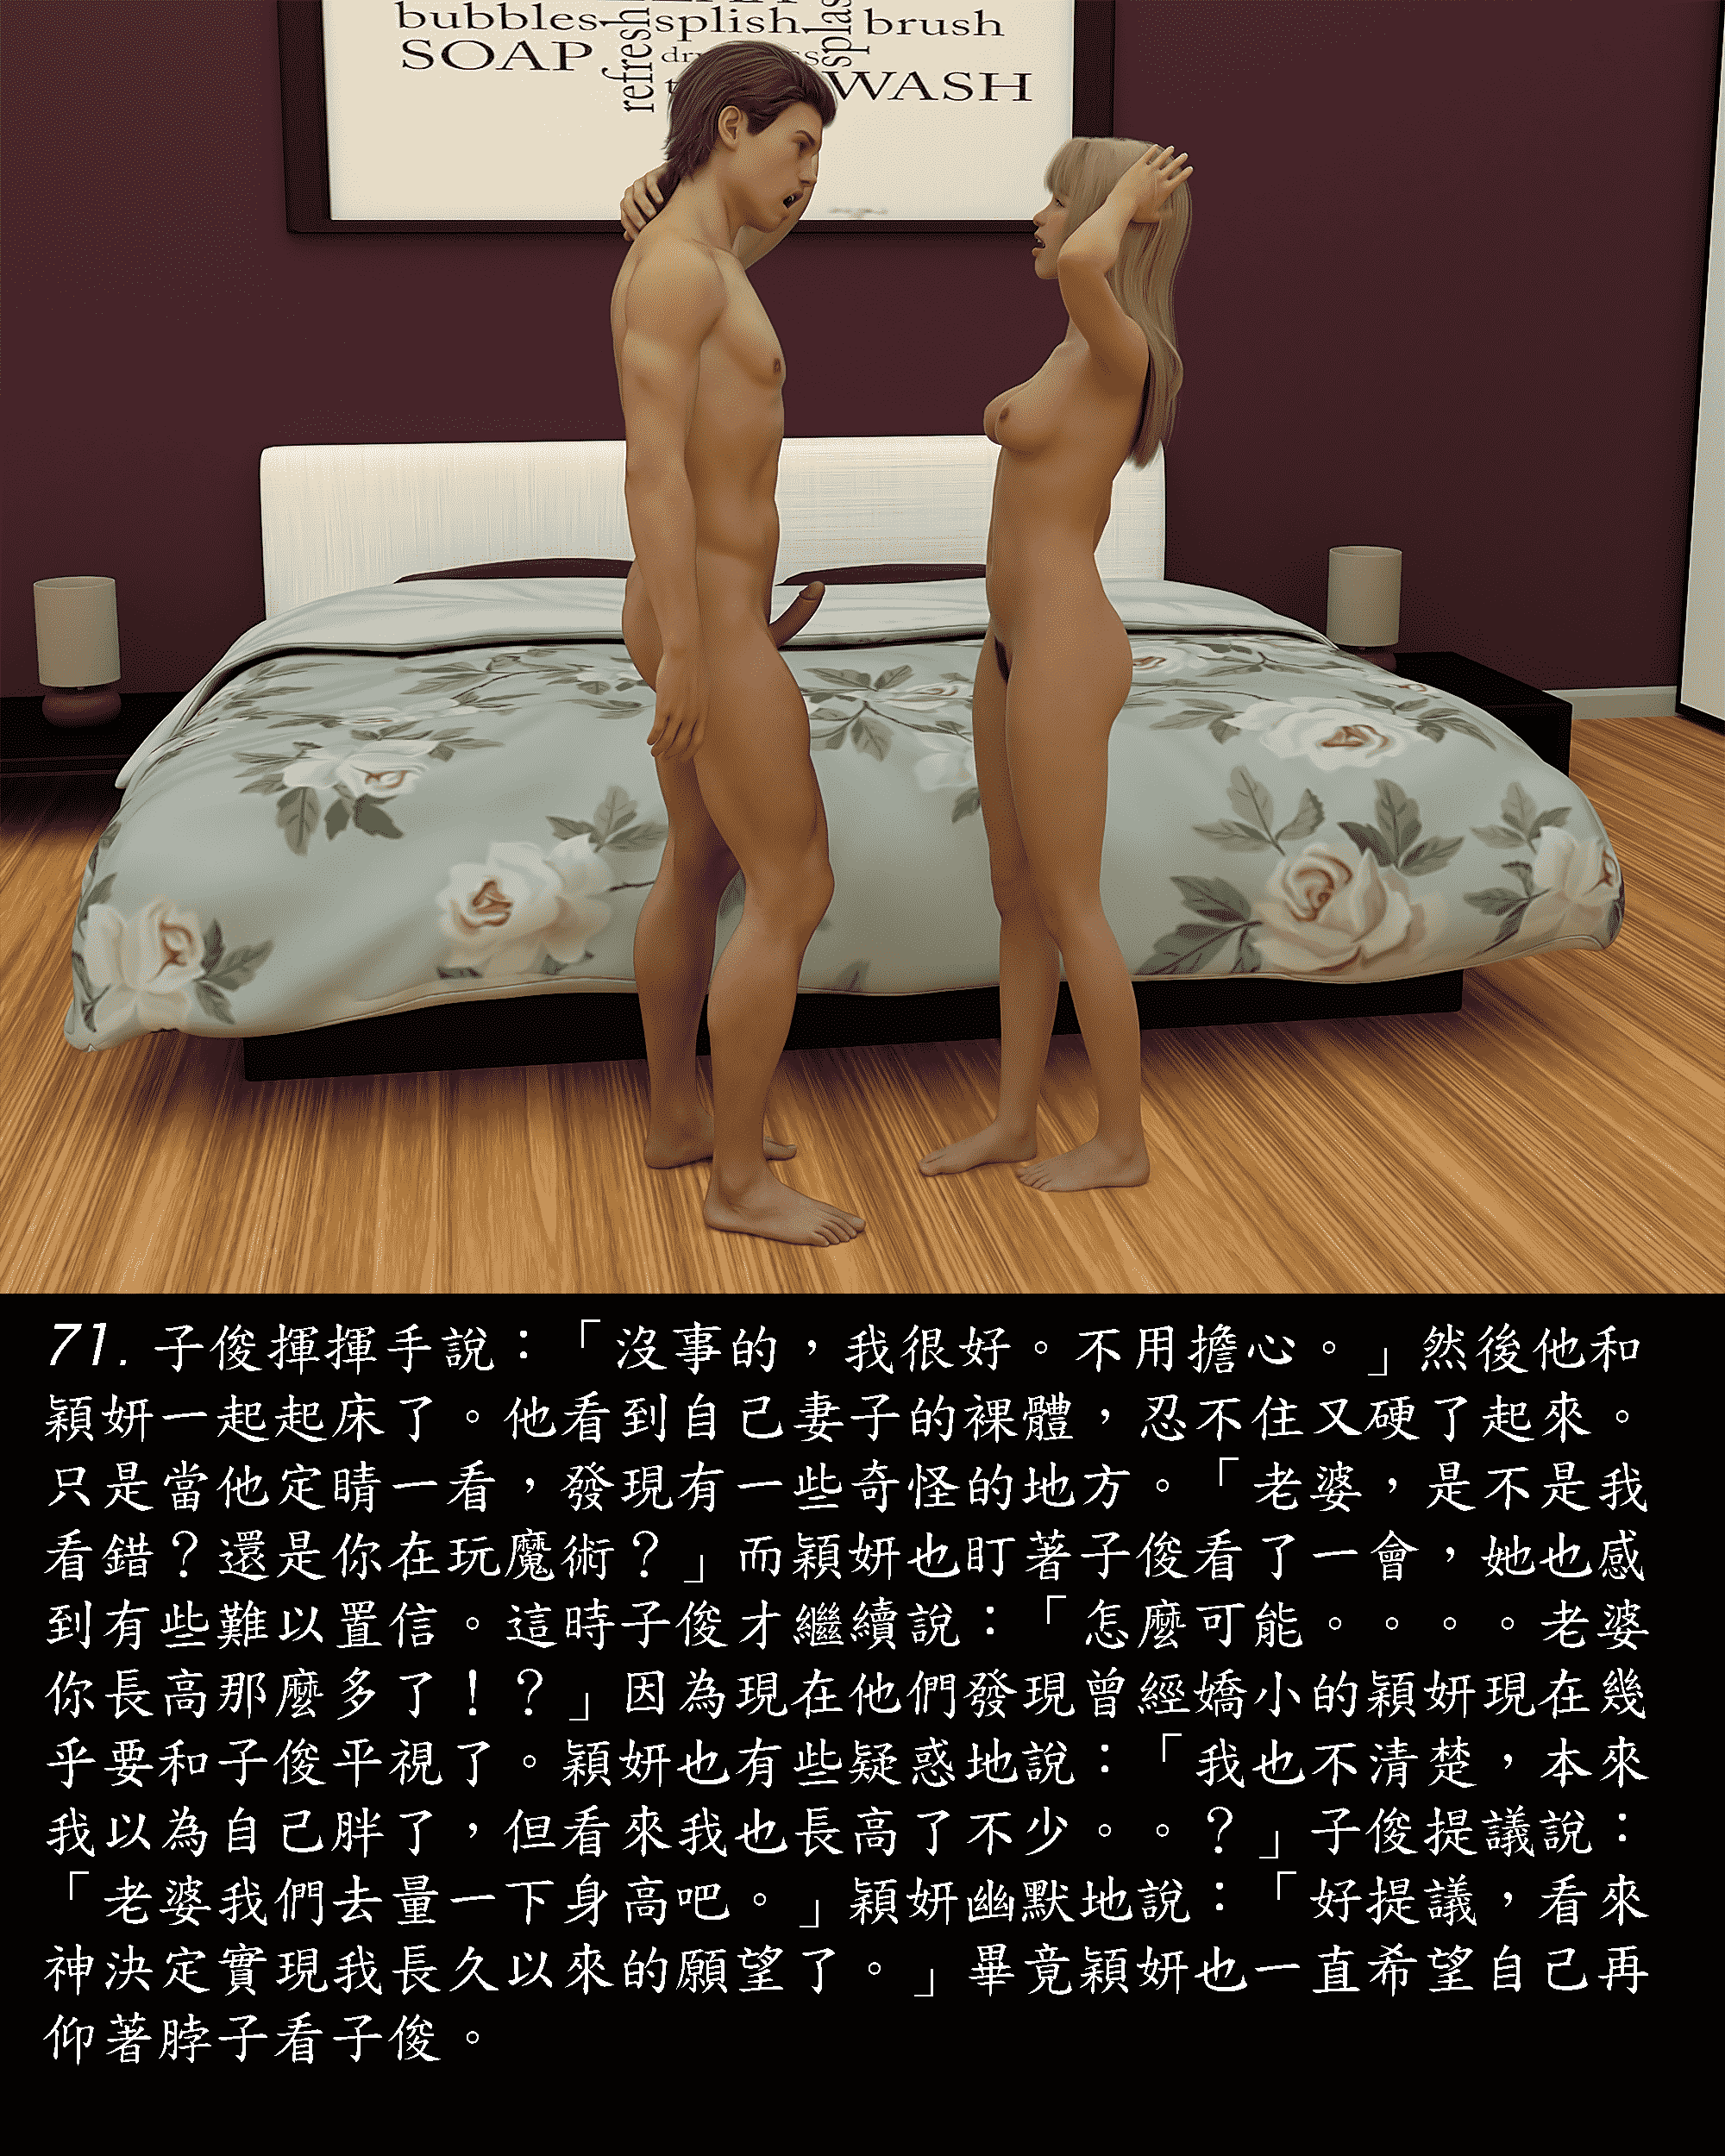 bubbles splish splas brush
SOAP refresh WASH
71. 子俊揮揮手說：「沒事的，我很好。不用擔心。」然後他和
穎妍一起起床了。他看到自己妻子的裸體，忍不住又硬了起來。
只是當他定睛一看，發現有一些奇怪的地方。「老婆，是不是我
看錯？還是你在玩魔術？」而穎妍也盯著子俊看了一會，她也感
到有些難以置信。這時子俊才繼續說：「怎麼可能。。。。老婆
你長高那麼多了！？」因為現在他們發現曾經嬌小的穎妍現在幾
乎要和子俊平視了。穎妍也有些疑惑地說：「我也不清楚，本來
我以為自己胖了，但看來我也長高了不少。。？」子俊提議說：
「老婆我們去量一下身高吧。」穎妍幽默地說：「好提議，看來
神決定實現我長久以來的願望了。」畢竟穎妍也一直希望自己再
仰著脖子看子俊。